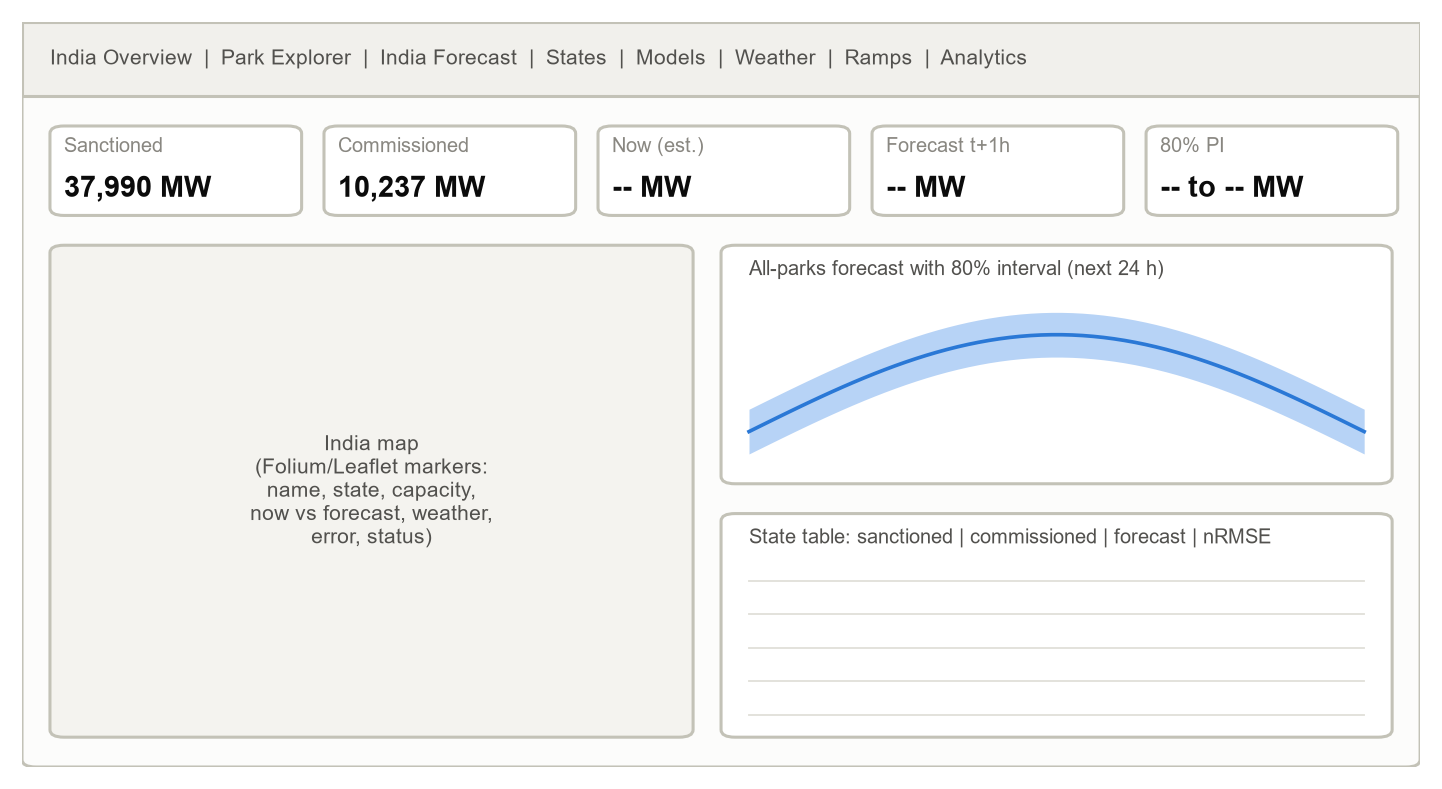 India Overview | Park Explorer | India Forecast | States | Models | Weather | Ramps | Analytics
Sanctioned
37,990 MW
Commissioned
10,237 MW
Now (est.)
-- MW
Forecast t+1h
-- MW
80% PI
-- to -- MW
India map
(Folium/Leaflet markers:
name, state, capacity,
now vs forecast, weather,
error, status)
All-parks forecast with 80% interval (next 24 h)
State table: sanctioned | commissioned | forecast | nRMSE